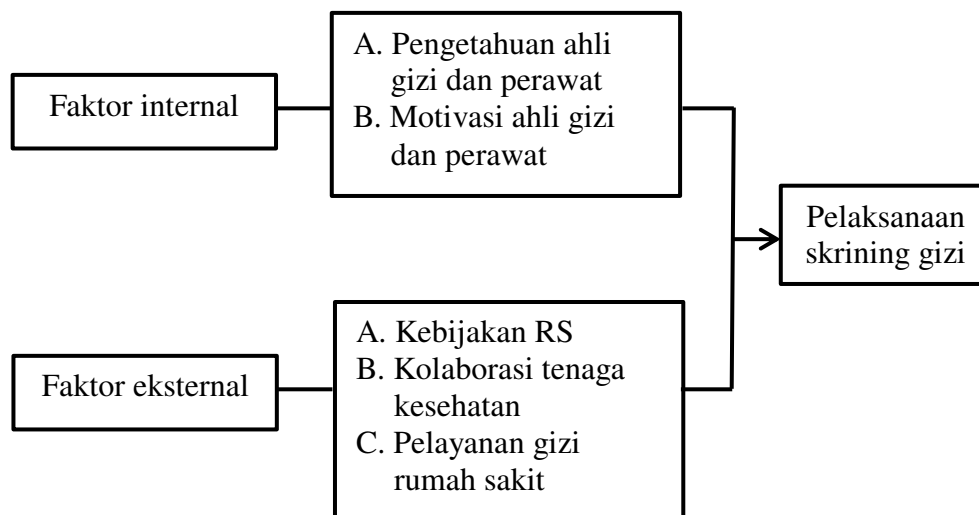 Faktor internal
A. Pengetahuan ahli
gizi dan perawat
B. Motivasi ahli gizi
dan perawat
Pelaksanaan
skrining gizi
Faktor eksternal
A. Kebijakan RS
B. Kolaborasi tenaga
kesehatan
C. Pelayanan gizi
rumah sakit